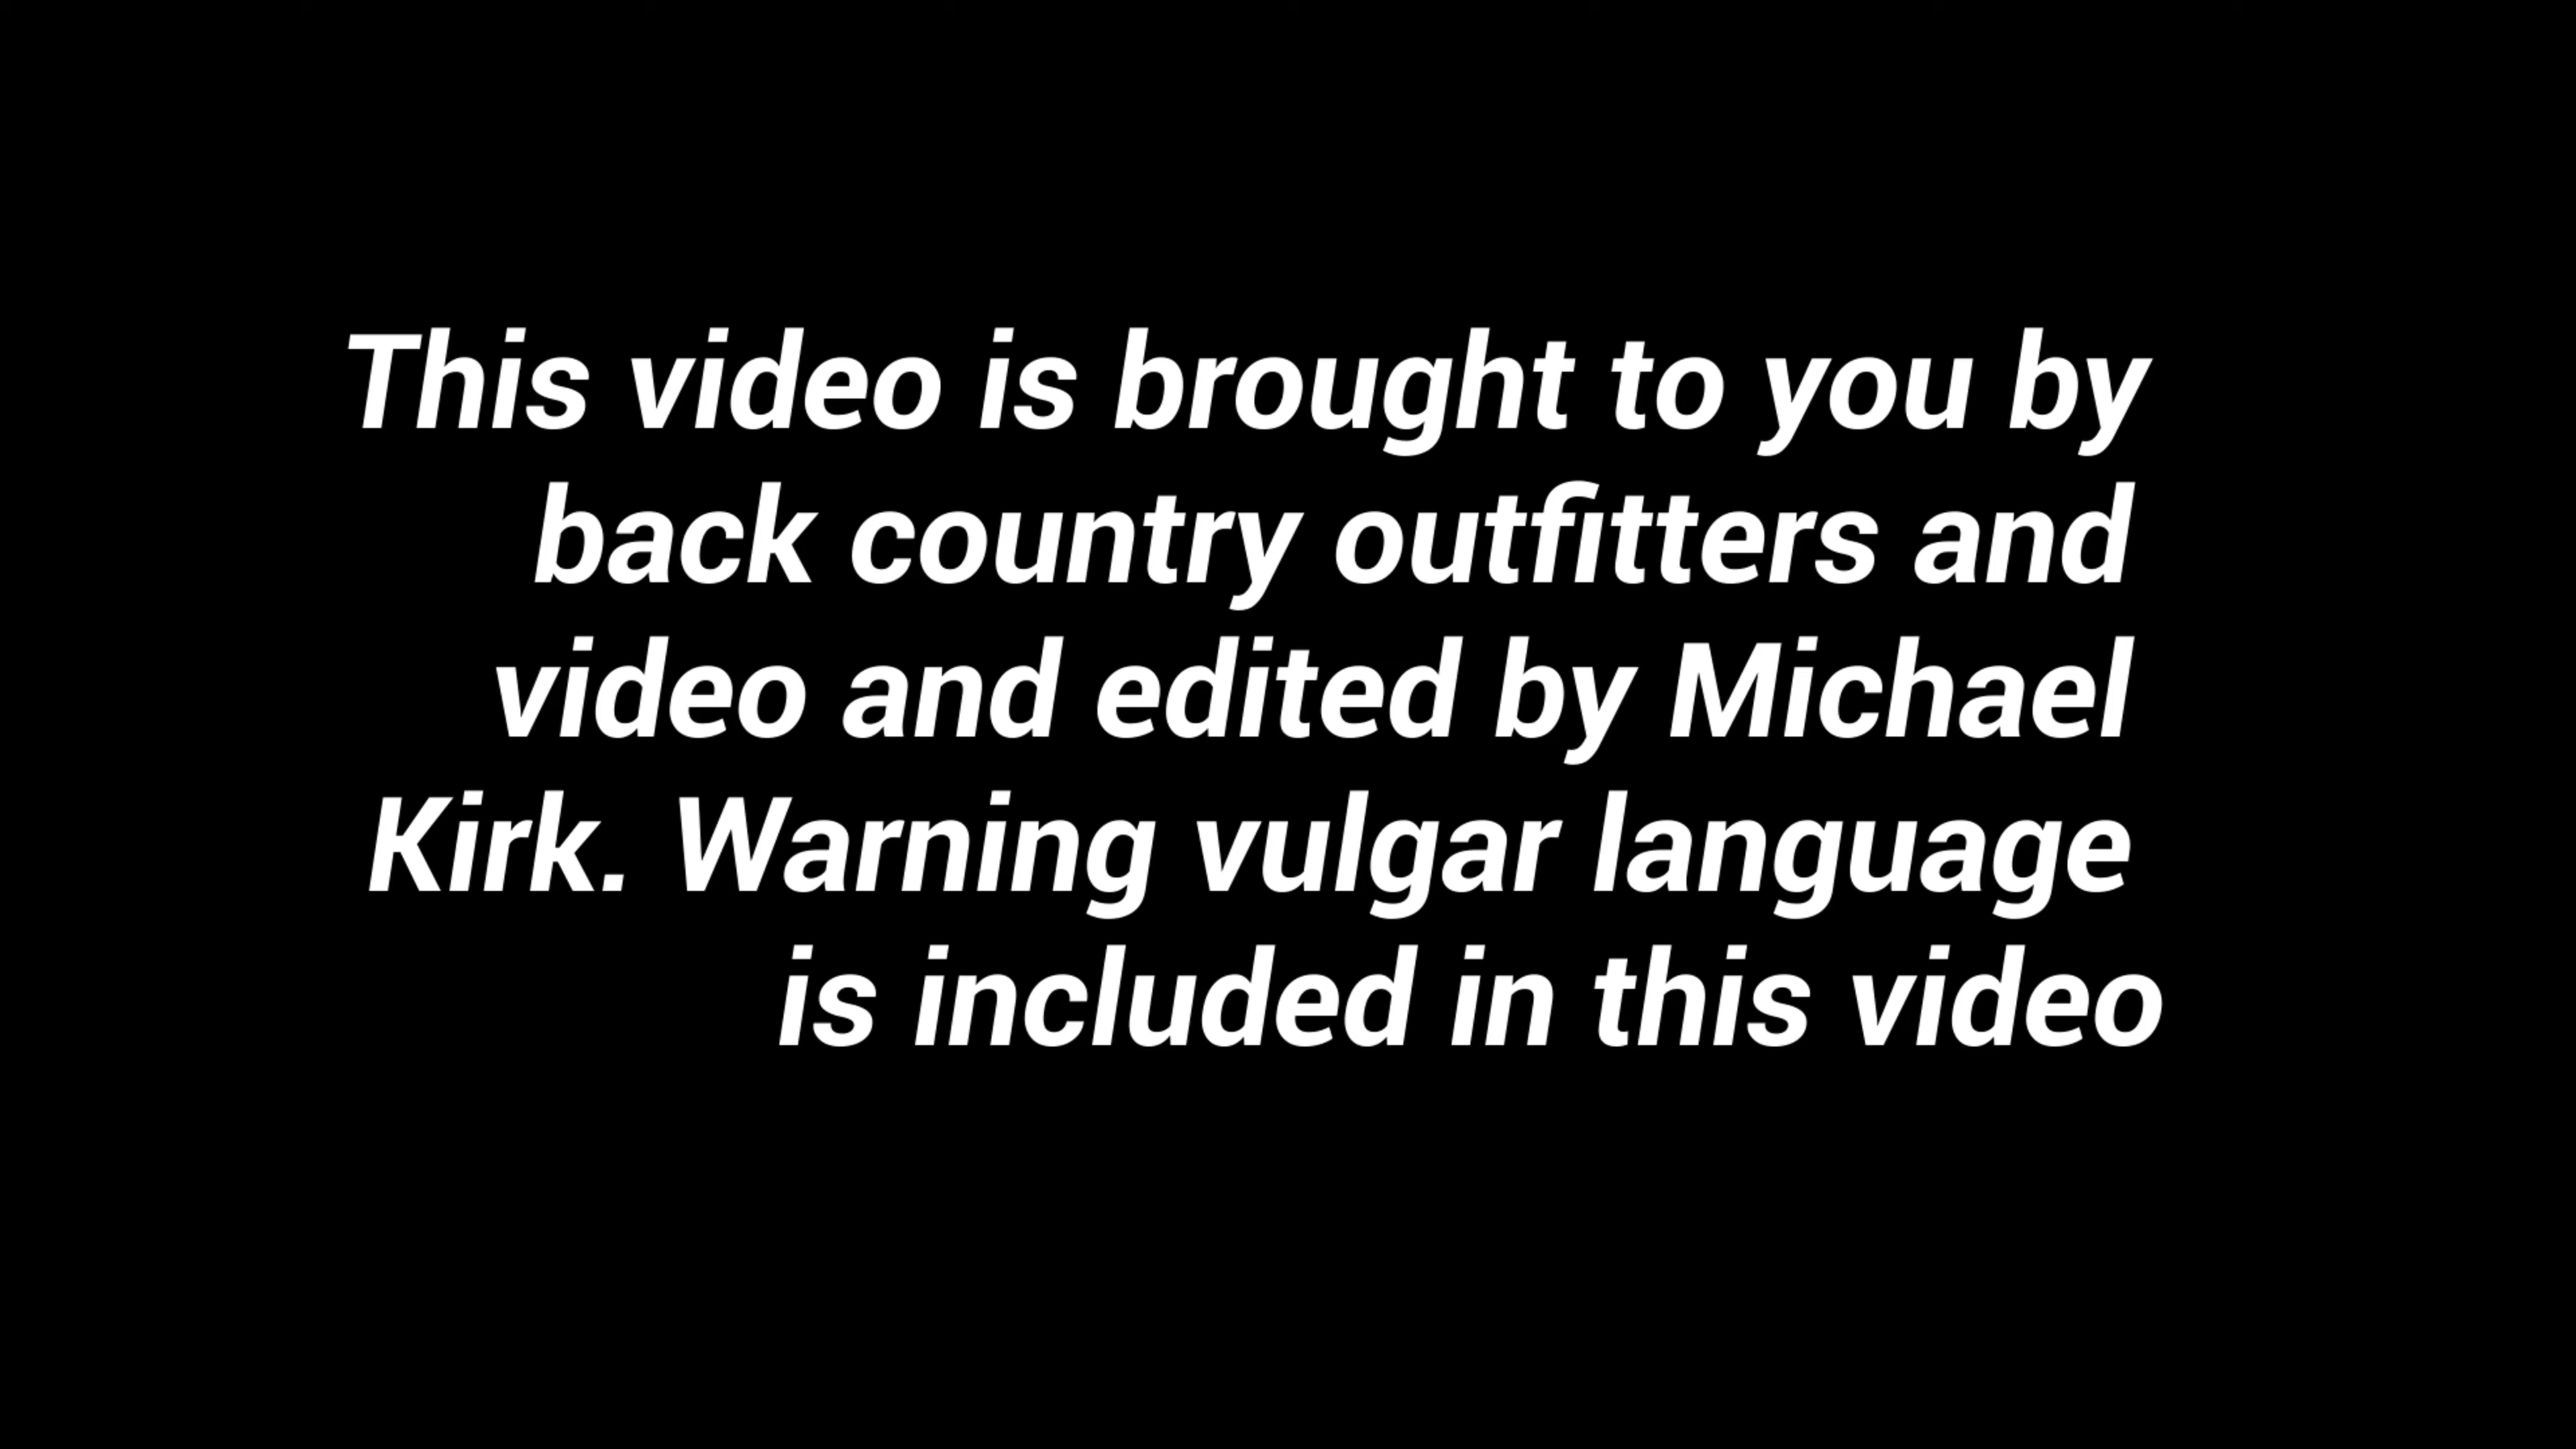 This video is brought to you by
back country outfitters and
video and edited by Michael
Kirk. Warning vulgar language
is included in this video